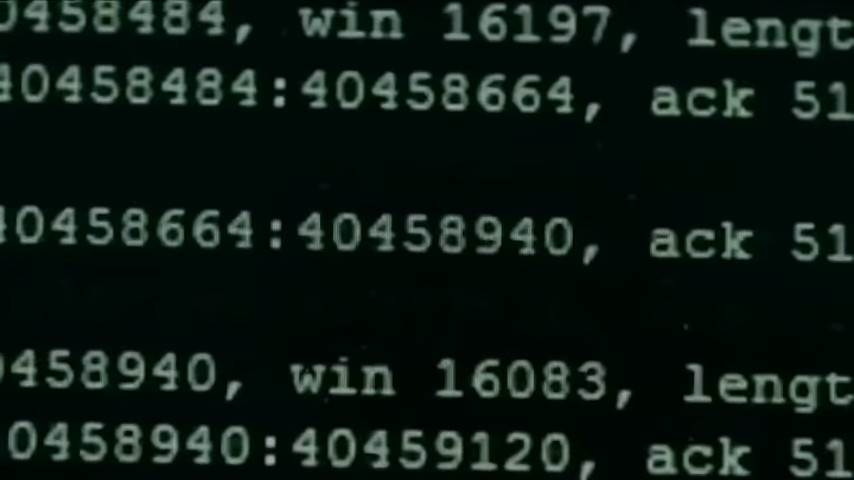 0458484, win 16197, lengt
40458484:40458664, ack 51
40458664:40458940, ack 51
0458940, win 16083, lengt
0458940:40459120, ack 51